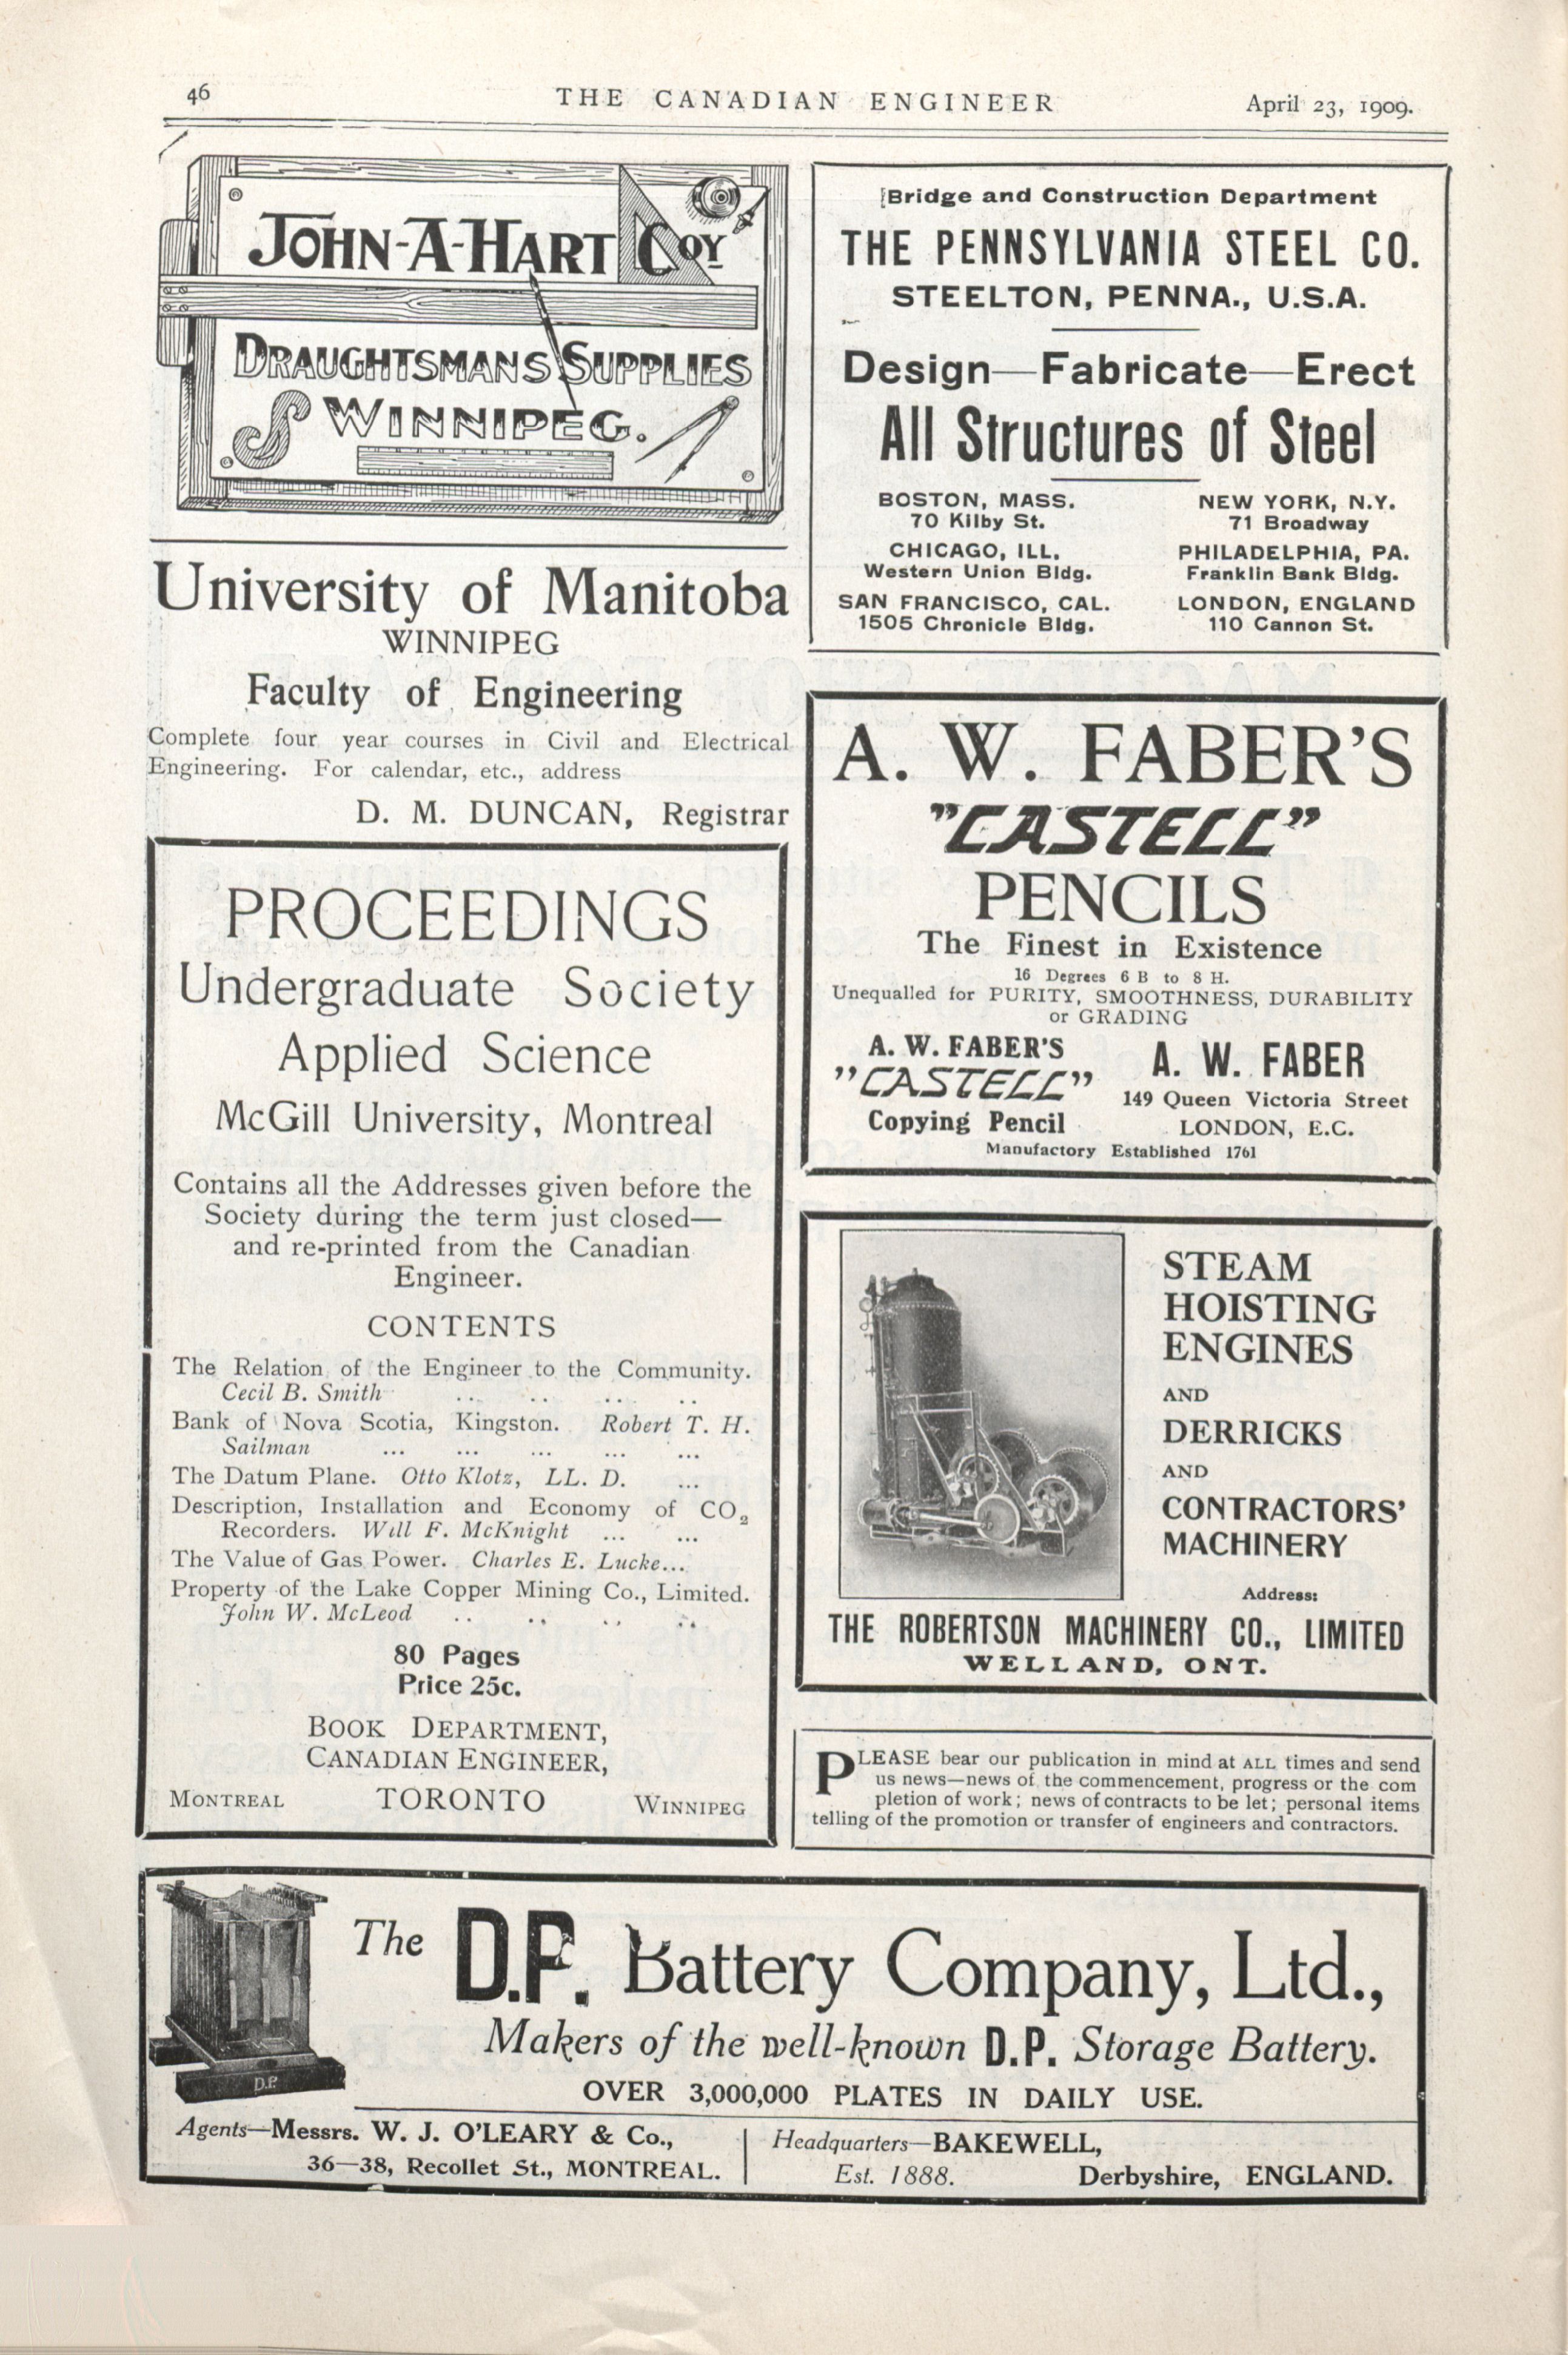 46
THE CANADIAN ENGINEER
April 23, 1909.
JOHN-A-HART COY
DRAUGHTSMANS SUPPLIES
WINNIPEG.
University of Manitoba
WINNIPEG
Faculty of Engineering
Complete four year courses in Civil and Electrical
Engineering. For calendar, etc., address
D. M. DUNCAN, Registrar
PROCEEDINGS
Undergraduate Society
Applied Science
McGill University, Montreal
Contains all the Addresses given before the
Society during the term just closed—
and re-printed from the Canadian
Engineer.
CONTENTS
The Relation of the Engineer to the Community.
Cecil B. Smith .. .. .. ..
Bank of Nova Scotia, Kingston. Robert T. H.
Sailman ... ... ... ... ...
The Datum Plane. Otto Klotz, LL. D. ...
Description, Installation and Economy of CO₂
Recorders. Will F. McKnight ... ...
The Value of Gas Power. Charles E. Lucke...
Property of the Lake Copper Mining Co., Limited.
John W. McLeod .. .. .. ..
80 Pages
Price 25c.
BOOK DEPARTMENT,
CANADIAN ENGINEER,
MONTREAL TORONTO WINNIPEG
Bridge and Construction Department
THE PENNSYLVANIA STEEL CO.
STEELTON, PENNA., U.S.A.
Design—Fabricate—Erect
All Structures of Steel
BOSTON, MASS.
70 Kilby St.
NEW YORK, N.Y.
71 Broadway
CHICAGO, ILL.
Western Union Bldg.
PHILADELPHIA, PA.
Franklin Bank Bldg.
SAN FRANCISCO, CAL.
1505 Chronicle Bldg.
LONDON, ENGLAND
110 Cannon St.
A. W. FABER'S
"CASTELL"
PENCILS
The Finest in Existence
16 Degrees 6 B to 8 H.
Unequalled for PURITY, SMOOTHNESS, DURABILITY
or GRADING
A. W. FABER'S
"CASTELL"
Copying Pencil
A. W. FABER
149 Queen Victoria Street
LONDON, E.C.
Manufactory Established 1761
STEAM
HOISTING
ENGINES
AND
DERRICKS
AND
CONTRACTORS'
MACHINERY
Address:
THE ROBERTSON MACHINERY CO., LIMITED
WELLAND, ONT.
PLEASE bear our publication in mind at ALL times and send
us news—news of the commencement, progress or the com
pletion of work; news of contracts to be let; personal items
telling of the promotion or transfer of engineers and contractors.
D.P.
The D.P. Battery Company, Ltd.,
Makers of the well-known D.P. Storage Battery.
OVER 3,000,000 PLATES IN DAILY USE.
Agents—Messrs. W. J. O'LEARY & Co.,
36—38, Recollet St., MONTREAL.
Headquarters—BAKEWELL,
Est. 1888. Derbyshire, ENGLAND.